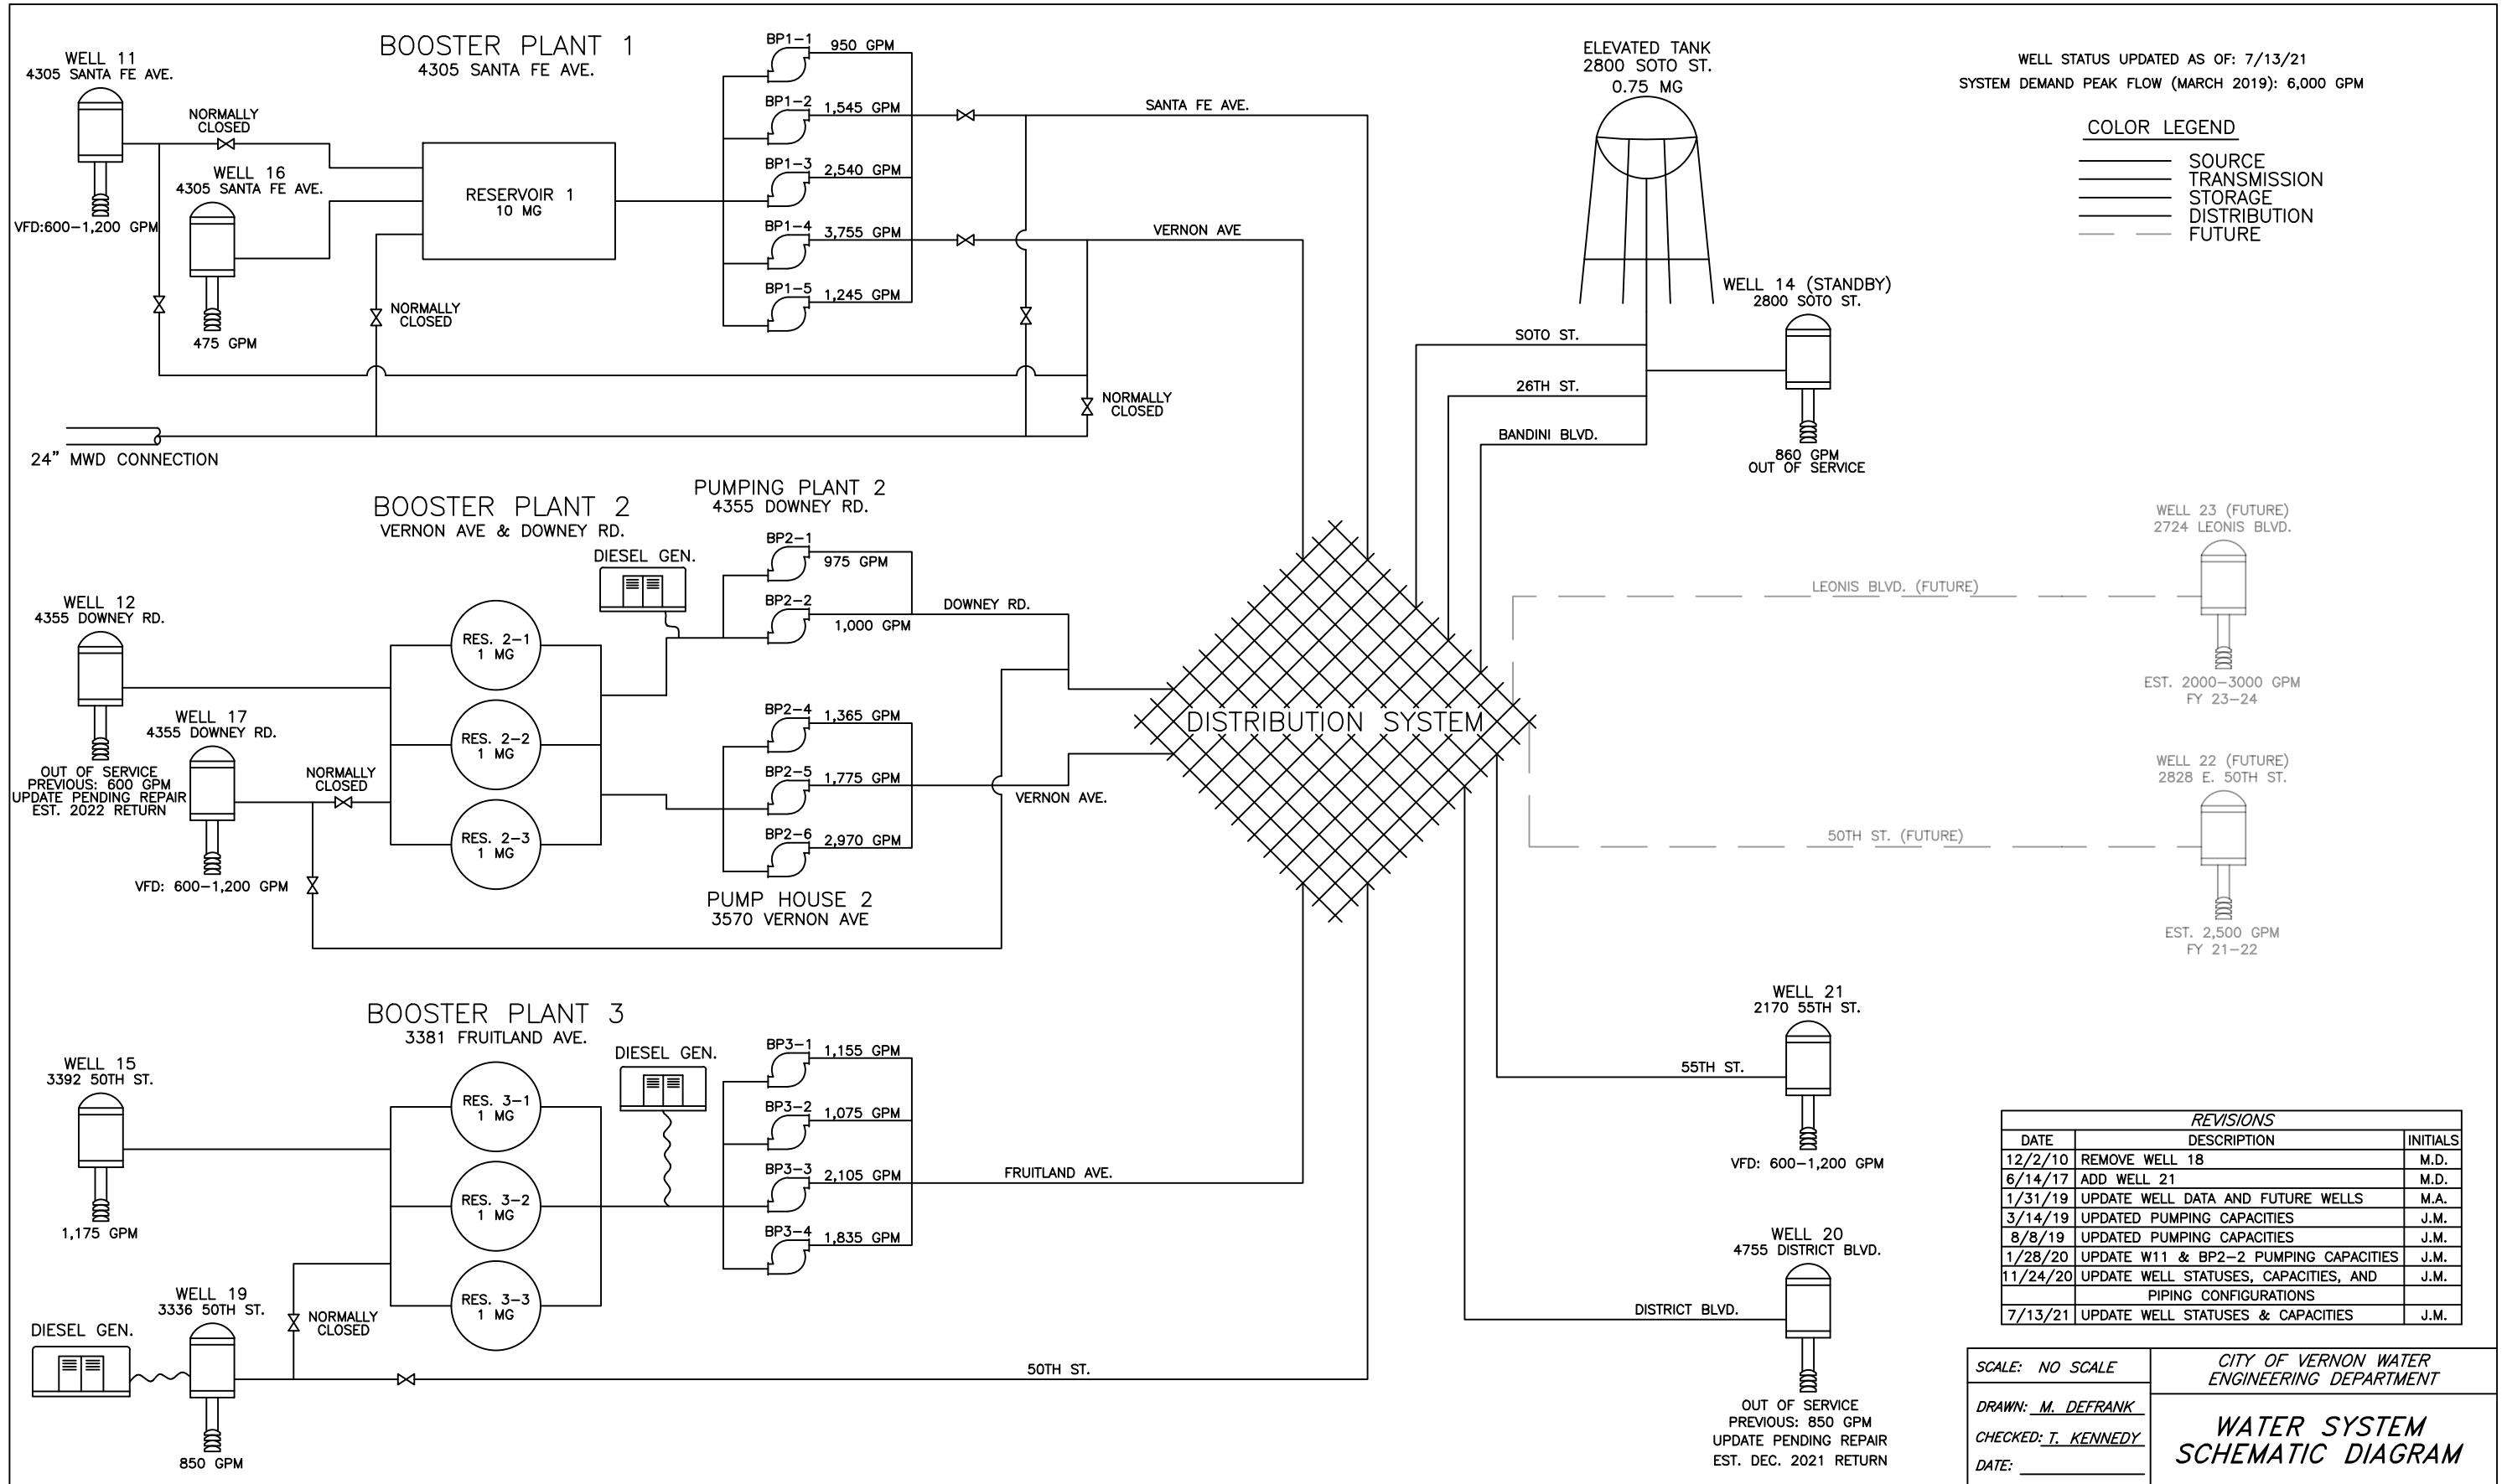 WELL 11
4305 SANTA FE AVE.
VFD:600-1,200 GPM
NORMALLY
CLOSED
WELL 16
4305 SANTA FE AVE.
475 GPM
BOOSTER PLANT 1
4305 SANTA FE AVE.
RESERVOIR 1
10 MG
NORMALLY
CLOSED
BP1-1
950 GPM
BP1-2
1,545 GPM
BP1-3
2,540 GPM
BP1-4
3,755 GPM
BP1-5
1,245 GPM
SANTA FE AVE.
VERNON AVE
NORMALLY
CLOSED
24" MWD CONNECTION
ELEVATED TANK
2800 SOTO ST.
0.75 MG
WELL 14 (STANDBY)
2800 SOTO ST.
860 GPM
OUT OF SERVICE
SOTO ST.
26TH ST.
BANDINI BLVD.
WELL STATUS UPDATED AS OF: 7/13/21
SYSTEM DEMAND PEAK FLOW (MARCH 2019): 6,000 GPM
COLOR LEGEND
SOURCE
TRANSMISSION
STORAGE
DISTRIBUTION
FUTURE
BOOSTER PLANT 2
VERNON AVE & DOWNEY RD.
PUMPING PLANT 2
4355 DOWNEY RD.
DIESEL GEN.
WELL 12
4355 DOWNEY RD.
OUT OF SERVICE
PREVIOUS: 600 GPM
UPDATE PENDING REPAIR
EST. 2022 RETURN
WELL 17
4355 DOWNEY RD.
VFD: 600-1,200 GPM
NORMALLY
CLOSED
RES. 2-1
1 MG
RES. 2-2
1 MG
RES. 2-3
1 MG
BP2-1
975 GPM
BP2-2
1,000 GPM
DOWNEY RD.
BP2-4
1,365 GPM
BP2-5
1,775 GPM
BP2-6
2,970 GPM
VERNON AVE.
PUMP HOUSE 2
3570 VERNON AVE
DISTRIBUTION SYSTEM
WELL 23 (FUTURE)
2724 LEONIS BLVD.
LEONIS BLVD. (FUTURE)
EST. 2000-3000 GPM
FY 23-24
WELL 22 (FUTURE)
2828 E. 50TH ST.
50TH ST. (FUTURE)
EST. 2,500 GPM
FY 21-22
BOOSTER PLANT 3
3381 FRUITLAND AVE.
WELL 15
3392 50TH ST.
1,175 GPM
WELL 19
3336 50TH ST.
DIESEL GEN.
850 GPM
NORMALLY
CLOSED
RES. 3-1
1 MG
RES. 3-2
1 MG
RES. 3-3
1 MG
DIESEL GEN.
BP3-1
1,155 GPM
BP3-2
1,075 GPM
BP3-3
2,105 GPM
BP3-4
1,835 GPM
FRUITLAND AVE.
50TH ST.
WELL 21
2170 55TH ST.
55TH ST.
VFD: 600-1,200 GPM
WELL 20
4755 DISTRICT BLVD.
DISTRICT BLVD.
OUT OF SERVICE
PREVIOUS: 850 GPM
UPDATE PENDING REPAIR
EST. DEC. 2021 RETURN
REVISIONS
DATE DESCRIPTION INITIALS
12/2/10 REMOVE WELL 18 M.D.
6/14/17 ADD WELL 21 M.D.
1/31/19 UPDATE WELL DATA AND FUTURE WELLS M.A.
3/14/19 UPDATED PUMPING CAPACITIES J.M.
8/8/19 UPDATED PUMPING CAPACITIES J.M.
1/28/20 UPDATE W11 & BP2-2 PUMPING CAPACITIES J.M.
11/24/20 UPDATE WELL STATUSES, CAPACITIES, AND J.M.
PIPING CONFIGURATIONS
7/13/21 UPDATE WELL STATUSES & CAPACITIES J.M.
SCALE: NO SCALE
DRAWN: M. DEFRANK
CHECKED: T. KENNEDY
DATE:
CITY OF VERNON WATER
ENGINEERING DEPARTMENT
WATER SYSTEM
SCHEMATIC DIAGRAM